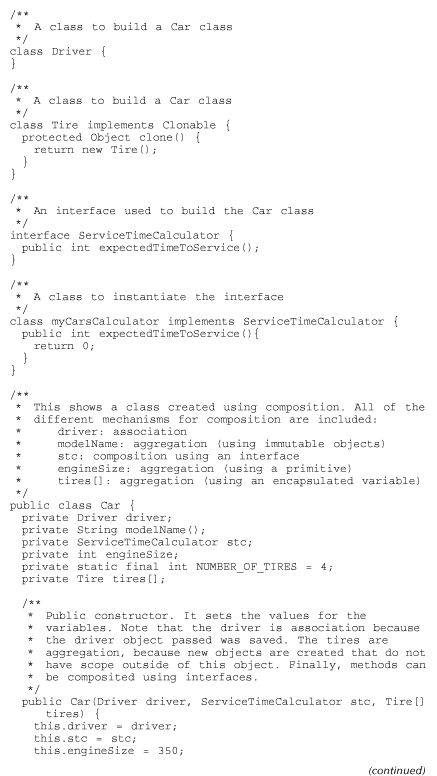 /**
 * A class to build a Car class
 */
class Driver {
}
/**
 * A class to build a Car class
 */
class Tire implements Clonable {
  protected Object clone() {
    return new Tire();
  }
}
/**
 * An interface used to build the Car class
 */
interface ServiceTimeCalculator {
  public int expectedTimeToService();
}
/**
 * A class to instantiate the interface
 */
class myCarsCalculator implements ServiceTimeCalculator {
  public int expectedTimeToService(){
    return 0;
  }
}
/**
 * This shows a class created using composition. All of the
 * different mechanisms for composition are included:
 *    driver: association
 *    modelName: aggregation (using immutable objects)
 *    stc: composition using an interface
 *    engineSize: aggregation (using a primitive)
 *    tires[]: aggregation (using an encapsulated variable)
 */
public class Car {
  private Driver driver;
  private String modelName();
  private ServiceTimeCalculator stc;
  private int engineSize;
  private static final int NUMBER_OF_TIRES = 4;
  private Tire tires[];
  /**
   * Public constructor. It sets the values for the
   * variables. Note that the driver is association because
   * the driver object passed was saved. The tires are
   * aggregation, because new objects are created that do not
   * have scope outside of this object. Finally, methods can
   * be composited using interfaces.
   */
  public Car(Driver driver, ServiceTimeCalculator stc, Tire[]
      tires) {
    this.driver = driver;
    this.stc = stc;
    this.engineSize = 350;
(continued)